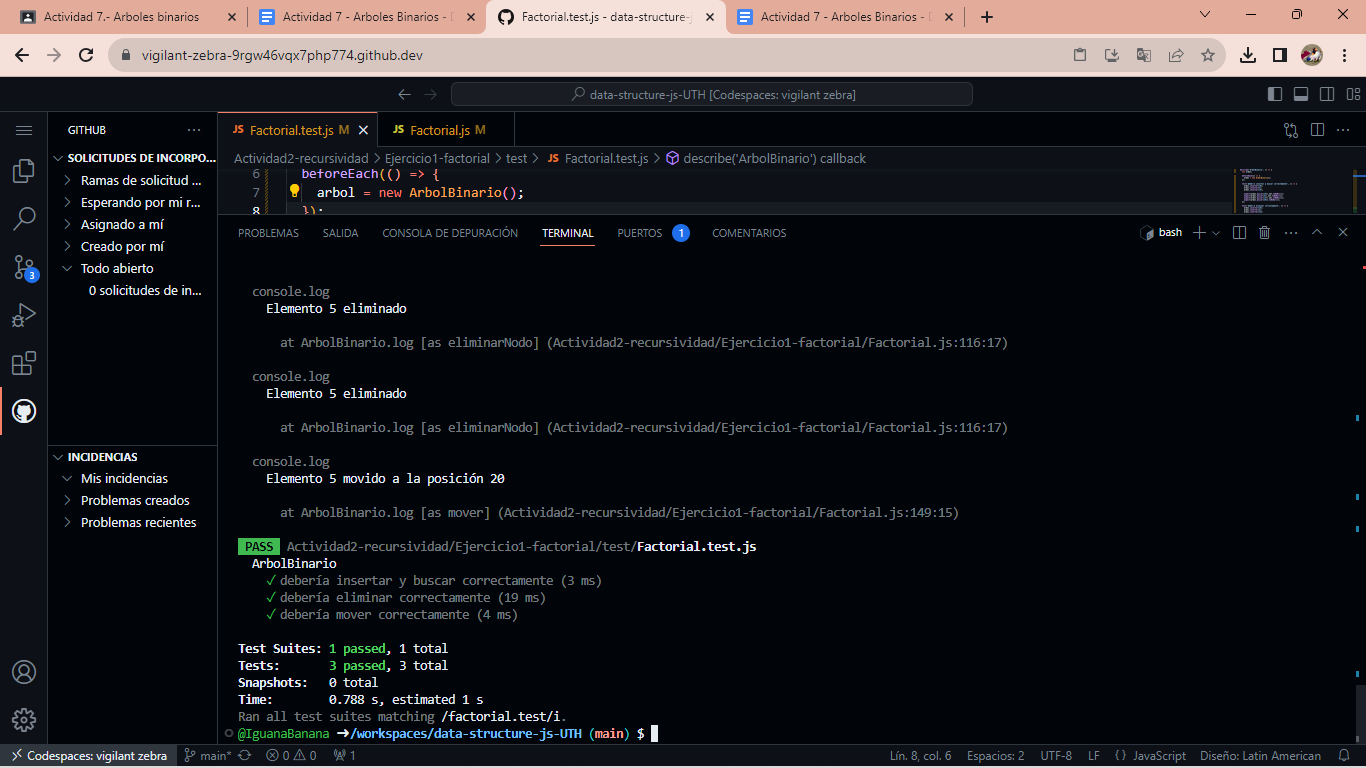 Actividad 7.- Arboles binarios
Actividad 7 - Arboles Binarios - D
Factorial.test.js - data-structure-j
Actividad 7 - Arboles Binarios - D
vigilant-zebra-9rgw46vqx7php774.github.dev
data-structure-js-UTH [Codespaces: vigilant zebra]
GITHUB
JS Factorial.test.js M
JS Factorial.js M
SOLICITUDES DE INCORPO...
Ramas de solicitud ...
Esperando por mi r...
Asignado a mí
Creado por mí
Todo abierto
0 solicitudes de in...
Actividad2-recursividad > Ejercicio1-factorial > test > JS Factorial.test.js > describe('ArbolBinario') callback
6 beforeEach(() => {
7 arbol = new ArbolBinario();
8 });
PROBLEMAS SALIDA CONSOLA DE DEPURACIÓN TERMINAL PUERTOS 1 COMENTARIOS
bash
3
console.log
Elemento 5 eliminado
at ArbolBinario.log [as eliminarNodo] (Actividad2-recursividad/Ejercicio1-factorial/Factorial.js:116:17)
console.log
Elemento 5 eliminado
at ArbolBinario.log [as eliminarNodo] (Actividad2-recursividad/Ejercicio1-factorial/Factorial.js:116:17)
console.log
Elemento 5 movido a la posición 20
at ArbolBinario.log [as mover] (Actividad2-recursividad/Ejercicio1-factorial/Factorial.js:149:15)
INCIDENCIAS
Mis incidencias
Problemas creados
Problemas recientes
PASS Actividad2-recursividad/Ejercicio1-factorial/test/Factorial.test.js
ArbolBinario
✓ debería insertar y buscar correctamente (3 ms)
✓ debería eliminar correctamente (19 ms)
✓ debería mover correctamente (4 ms)
Test Suites: 1 passed, 1 total
Tests: 3 passed, 3 total
Snapshots: 0 total
Time: 0.788 s, estimated 1 s
Ran all test suites matching /factorial.test/i.
@IguanaBanana ➜/workspaces/data-structure-js-UTH (main) $
Codespaces: vigilant zebra main* 0 0 1 Lín. 8, col. 6 Espacios: 2 UTF-8 LF {} JavaScript Diseño: Latin American